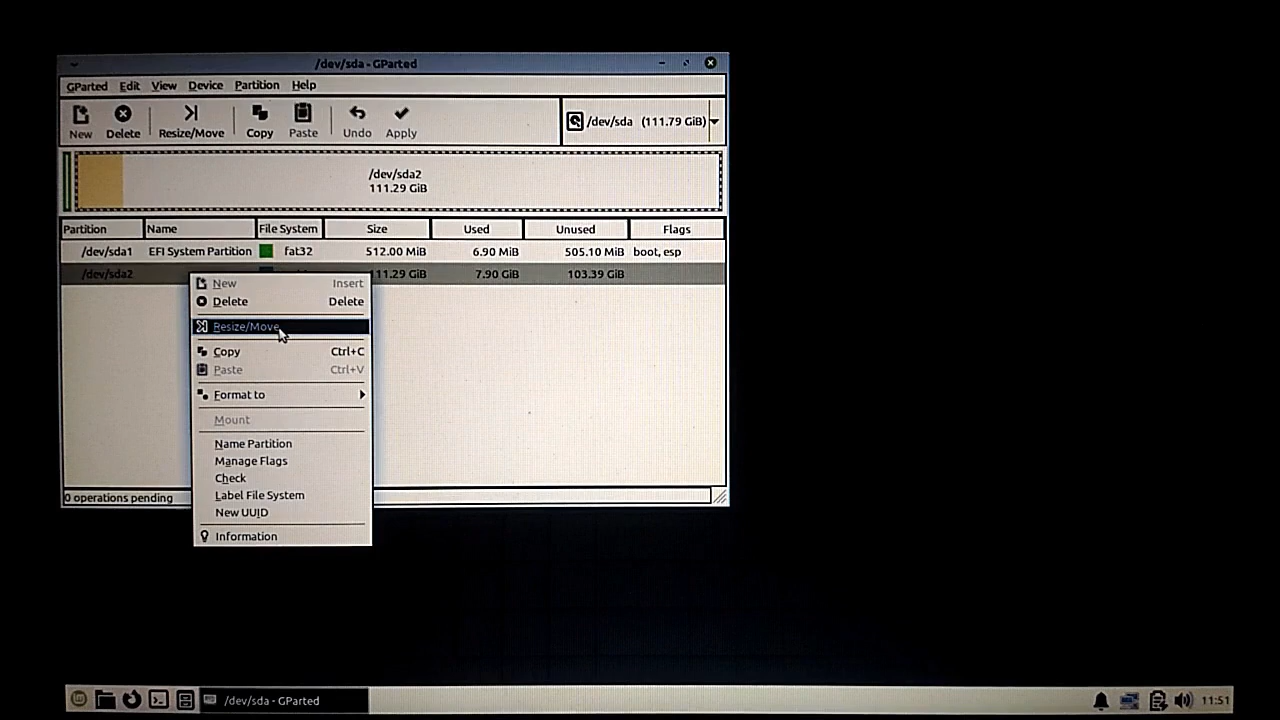 /dev/sda - GParted
GParted Edit View Device Partition Help
New Delete Resize/Move Copy Paste Undo Apply /dev/sda (111.79 GiB)
/dev/sda2
111.29 GiB
Partition Name File System Size Used Unused Flags
/dev/sda1 EFI System Partition fat32 512.00 MiB 6.90 MiB 505.10 MiB boot, esp
/dev/sda2 111.29 GiB 7.90 GiB 103.39 GiB
New Insert
Delete Delete
Resize/Move
Copy Ctrl+C
Paste Ctrl+V
Format to
Mount
Name Partition
Manage Flags
Check
Label File System
New UUID
Information
0 operations pending
/dev/sda - GParted 11:51